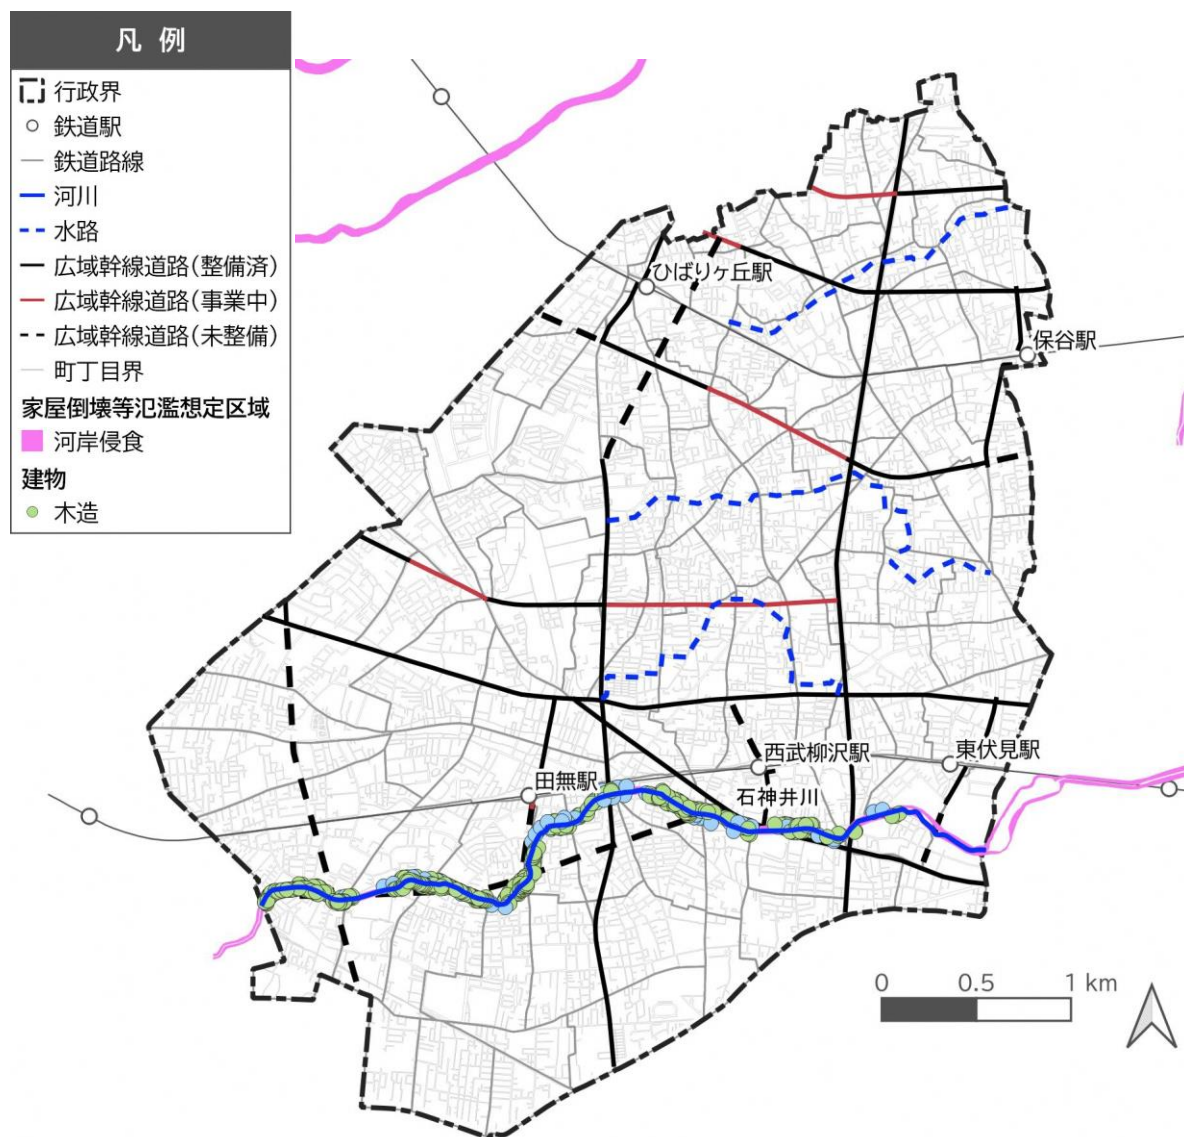 凡 例
行政界
鉄道駅
鉄道路線
河川
水路
広域幹線道路(整備済)
広域幹線道路(事業中)
広域幹線道路(未整備)
町丁目界
家屋倒壊等氾濫想定区域
河岸侵食
建物
木造
ひばりヶ丘駅
保谷駅
西武柳沢駅
東伏見駅
田無駅
石神井川
0 0.5 1 km